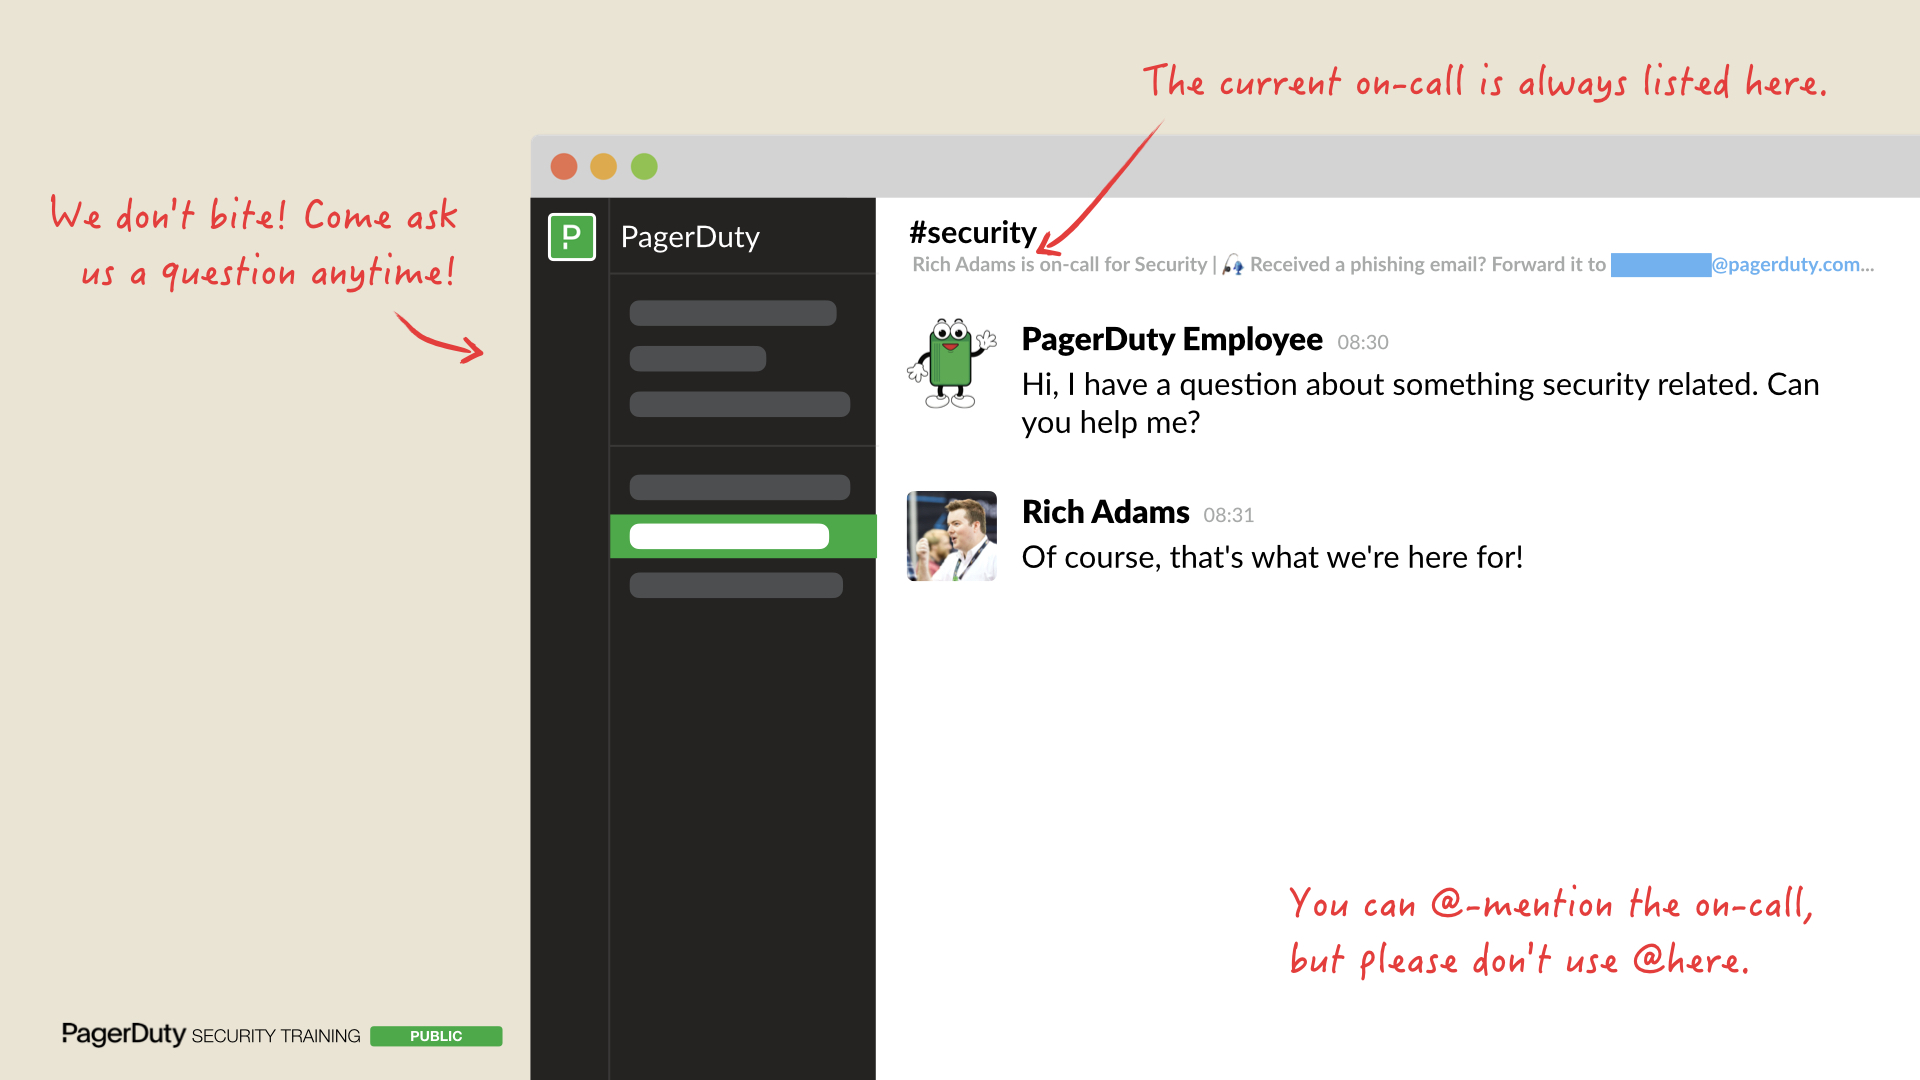 The current on-call is always listed here.
We don't bite! Come ask
us a question anytime!
P
PagerDuty
#security
Rich Adams is on-call for Security | Received a phishing email? Forward it to @pagerduty.com...
PagerDuty Employee 08:30
Hi, I have a question about something security related. Can
you help me?
Rich Adams 08:31
Of course, that's what we're here for!
You can @-mention the on-call,
but please don't use @here.
PagerDuty SECURITY TRAINING PUBLIC